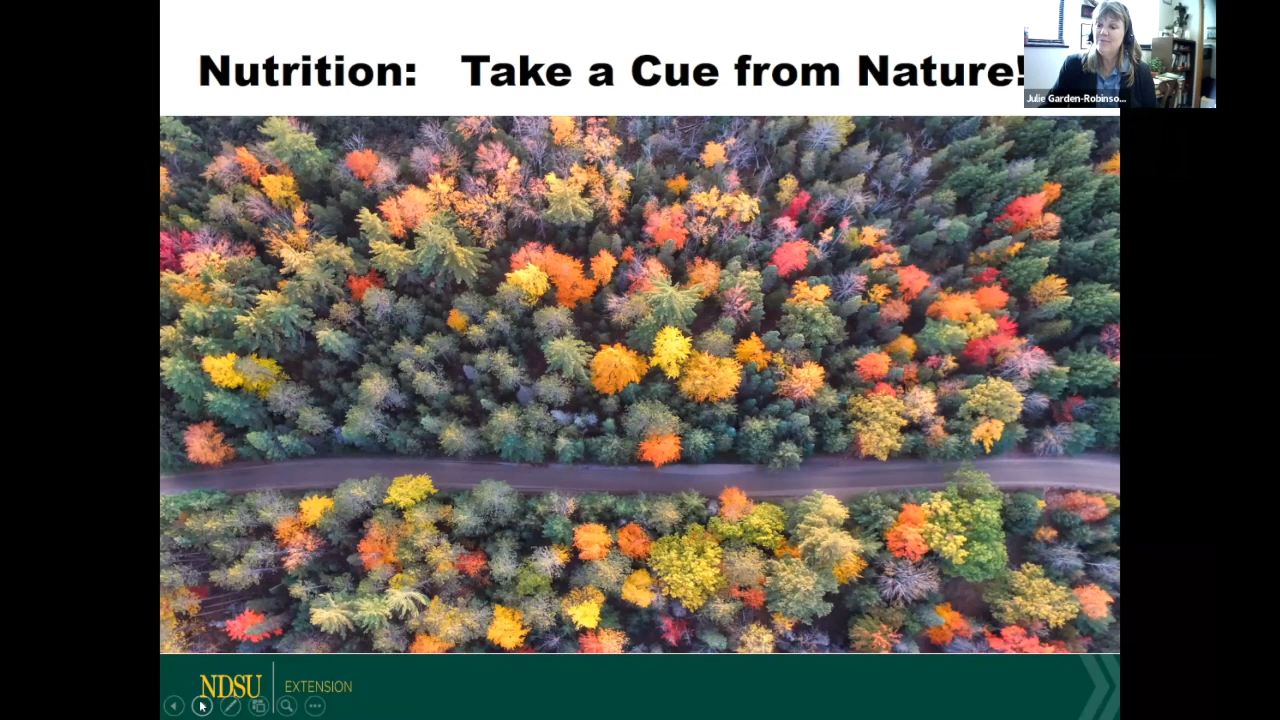 Nutrition: Take a Cue from Nature!
Julie Garden-Robinso...
NDSU
EXTENSION